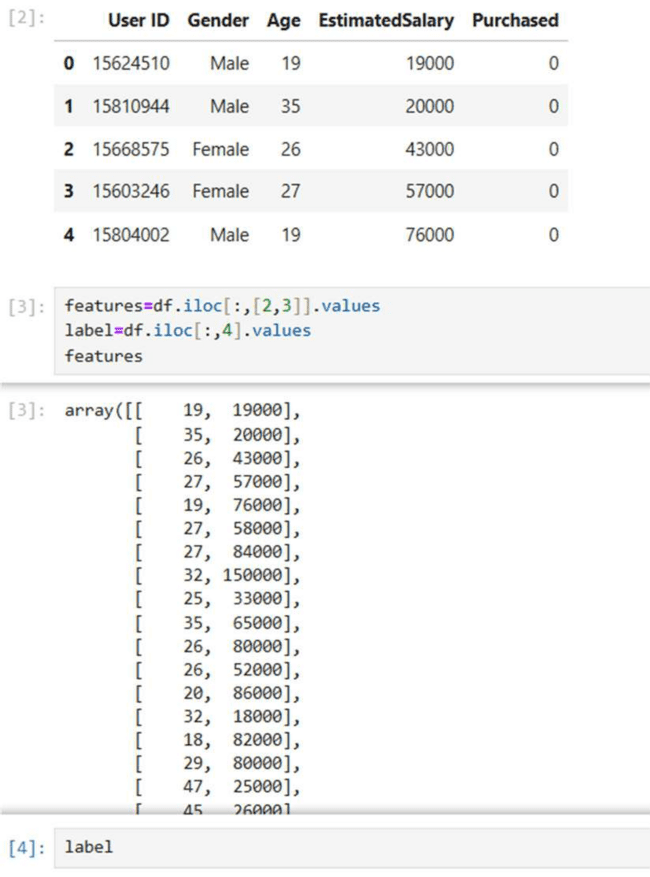 [2]: User ID Gender Age EstimatedSalary Purchased
0 15624510 Male 19 19000 0
1 15810944 Male 35 20000 0
2 15668575 Female 26 43000 0
3 15603246 Female 27 57000 0
4 15804002 Male 19 76000 0
[3]: features=df.iloc[:,[2,3]].values
label=df.iloc[:,4].values
features
[3]: array([[ 19, 19000],
[ 35, 20000],
[ 26, 43000],
[ 27, 57000],
[ 19, 76000],
[ 27, 58000],
[ 27, 84000],
[ 32, 150000],
[ 25, 33000],
[ 35, 65000],
[ 26, 80000],
[ 26, 52000],
[ 20, 86000],
[ 32, 18000],
[ 18, 82000],
[ 29, 80000],
[ 47, 25000],
[ 45, 26000]
[4]: label